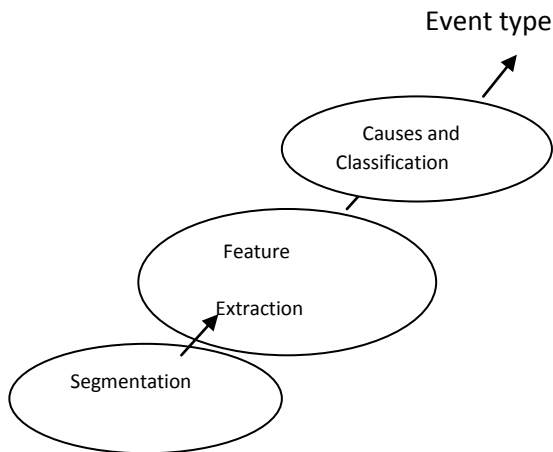 Event type
Causes and
Classification
Feature
Extraction
Segmentation